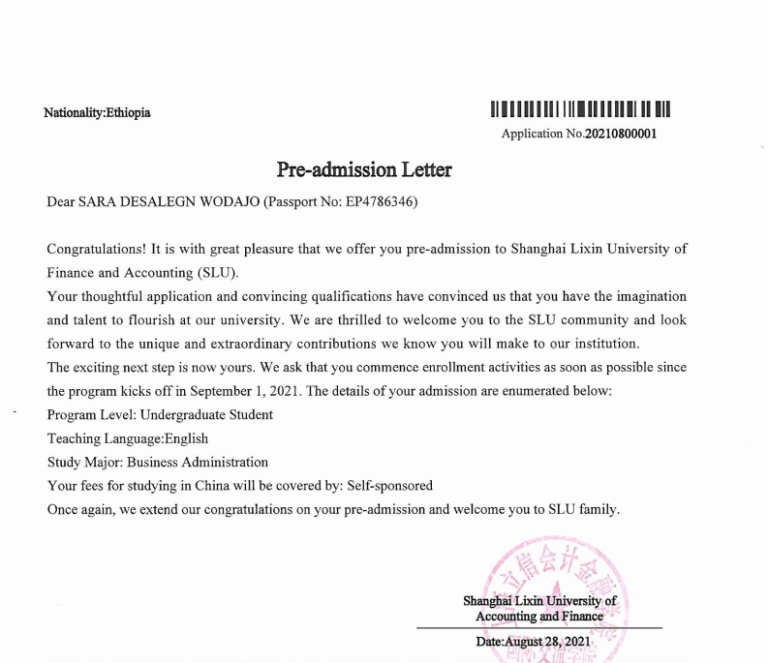 Nationality:Ethiopia
Application No.20210800001
Pre-admission Letter
Dear SARA DESALEGN WODAJO (Passport No: EP4786346)
Congratulations! It is with great pleasure that we offer you pre-admission to Shanghai Lixin University of
Finance and Accounting (SLU).
Your thoughtful application and convincing qualifications have convinced us that you have the imagination
and talent to flourish at our university. We are thrilled to welcome you to the SLU community and look
forward to the unique and extraordinary contributions we know you will make to our institution.
The exciting next step is now yours. We ask that you commence enrollment activities as soon as possible since
the program kicks off in September 1, 2021. The details of your admission are enumerated below:
Program Level: Undergraduate Student
Teaching Language:English
Study Major: Business Administration
Your fees for studying in China will be covered by: Self-sponsored
Once again, we extend our congratulations on your pre-admission and welcome you to SLU family.
立信会计金融学院
Shanghai Lixin University of
Accounting and Finance
Date:August 28, 2021
国际交流学院